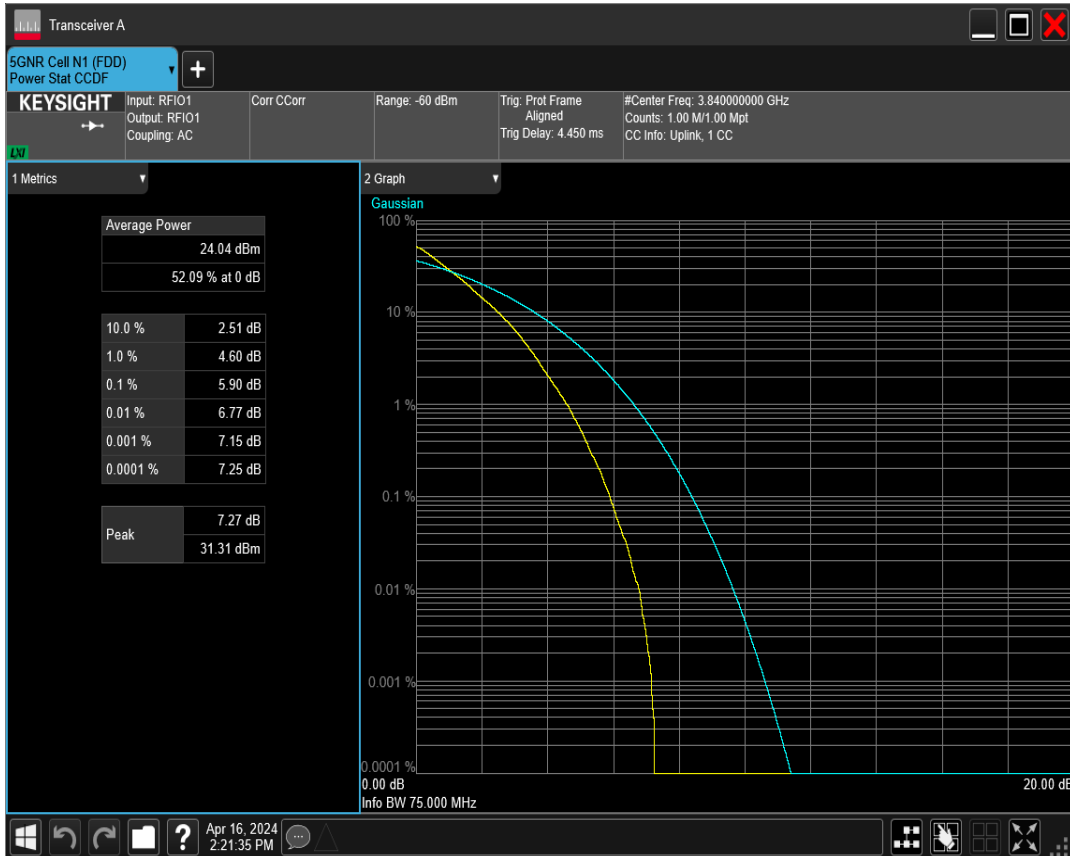 Transceiver A
5GNR Cell N1 (FDD)
Power Stat CCDF
+
KEYSIGHT
LXI
Input: RFIO1
Output: RFIO1
Coupling: AC
Corr CCorr
Range: -60 dBm
Trig: Prot Frame
Aligned
Trig Delay: 4.450 ms
#Center Freq: 3.840000000 GHz
Counts: 1.00 M/1.00 Mpt
CC Info: Uplink, 1 CC
1 Metrics
Average Power
24.04 dBm
52.09 % at 0 dB
10.0 % 2.51 dB
1.0 % 4.60 dB
0.1 % 5.90 dB
0.01 % 6.77 dB
0.001 % 7.15 dB
0.0001 % 7.25 dB
Peak
7.27 dB
31.31 dBm
2 Graph
Gaussian
100 %
10 %
1 %
0.1 %
0.01 %
0.001 %
0.0001 %
0.00 dB
20.00 dB
Info BW 75.000 MHz
?
Apr 16, 2024
2:21:35 PM